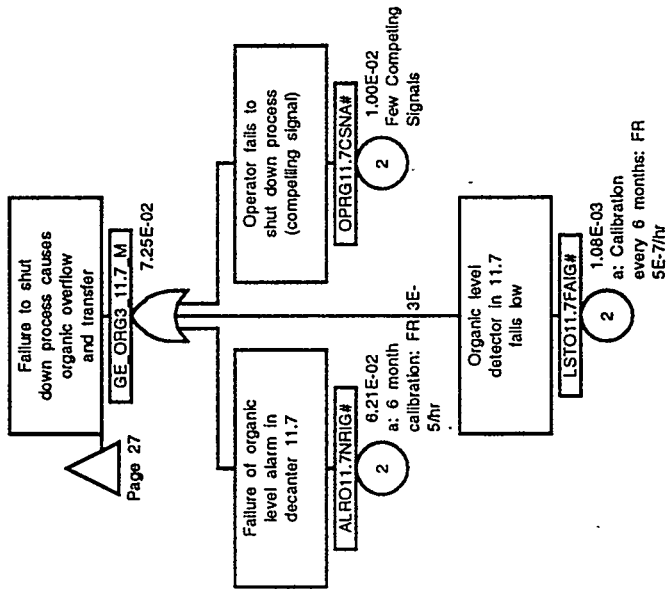 Failure to shut
down process causes
organic overflow
and transfer
GE_ORG3_11.7_M
7.25E-02
Page 27
Failure of organic
level alarm in
decanter 11.7
ALRO11.7NRIG#
6.21E-02
a: 6 month
calibration: FR 3E-
5/hr
2
Operator fails to
shut down process
(compelling signal)
OPRG11.7CSNA#
1.00E-02
Few Competing
Signals
2
Organic level
detector in 11.7
fails low
LSTO11.7FAIG#
1.08E-03
a: Calibration
every 6 months: FR
5E-7/hr
2